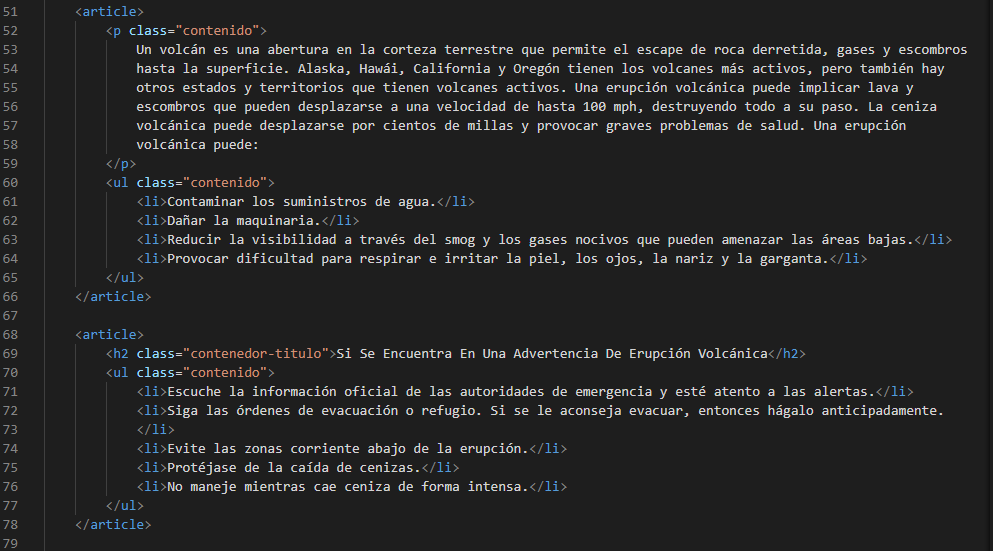 51 <article>
52 <p class="contenido">
53 Un volcán es una abertura en la corteza terrestre que permite el escape de roca derretida, gases y escombros
54 hasta la superficie. Alaska, Hawái, California y Oregón tienen los volcanes más activos, pero también hay
55 otros estados y territorios que tienen volcanes activos. Una erupción volcánica puede implicar lava y
56 escombros que pueden desplazarse a una velocidad de hasta 100 mph, destruyendo todo a su paso. La ceniza
57 volcánica puede desplazarse por cientos de millas y provocar graves problemas de salud. Una erupción
58 volcánica puede:
59 </p>
60 <ul class="contenido">
61 <li>Contaminar los suministros de agua.</li>
62 <li>Dañar la maquinaria.</li>
63 <li>Reducir la visibilidad a través del smog y los gases nocivos que pueden amenazar las áreas bajas.</li>
64 <li>Provocar dificultad para respirar e irritar la piel, los ojos, la nariz y la garganta.</li>
65 </ul>
66 </article>
67
68 <article>
69 <h2 class="contenedor-titulo">Si Se Encuentra En Una Advertencia De Erupción Volcánica</h2>
70 <ul class="contenido">
71 <li>Escuche la información oficial de las autoridades de emergencia y esté atento a las alertas.</li>
72 <li>Siga las órdenes de evacuación o refugio. Si se le aconseja evacuar, entonces hágalo anticipadamente.
73 </li>
74 <li>Evite las zonas corriente abajo de la erupción.</li>
75 <li>Protéjase de la caída de cenizas.</li>
76 <li>No maneje mientras cae ceniza de forma intensa.</li>
77 </ul>
78 </article>
79